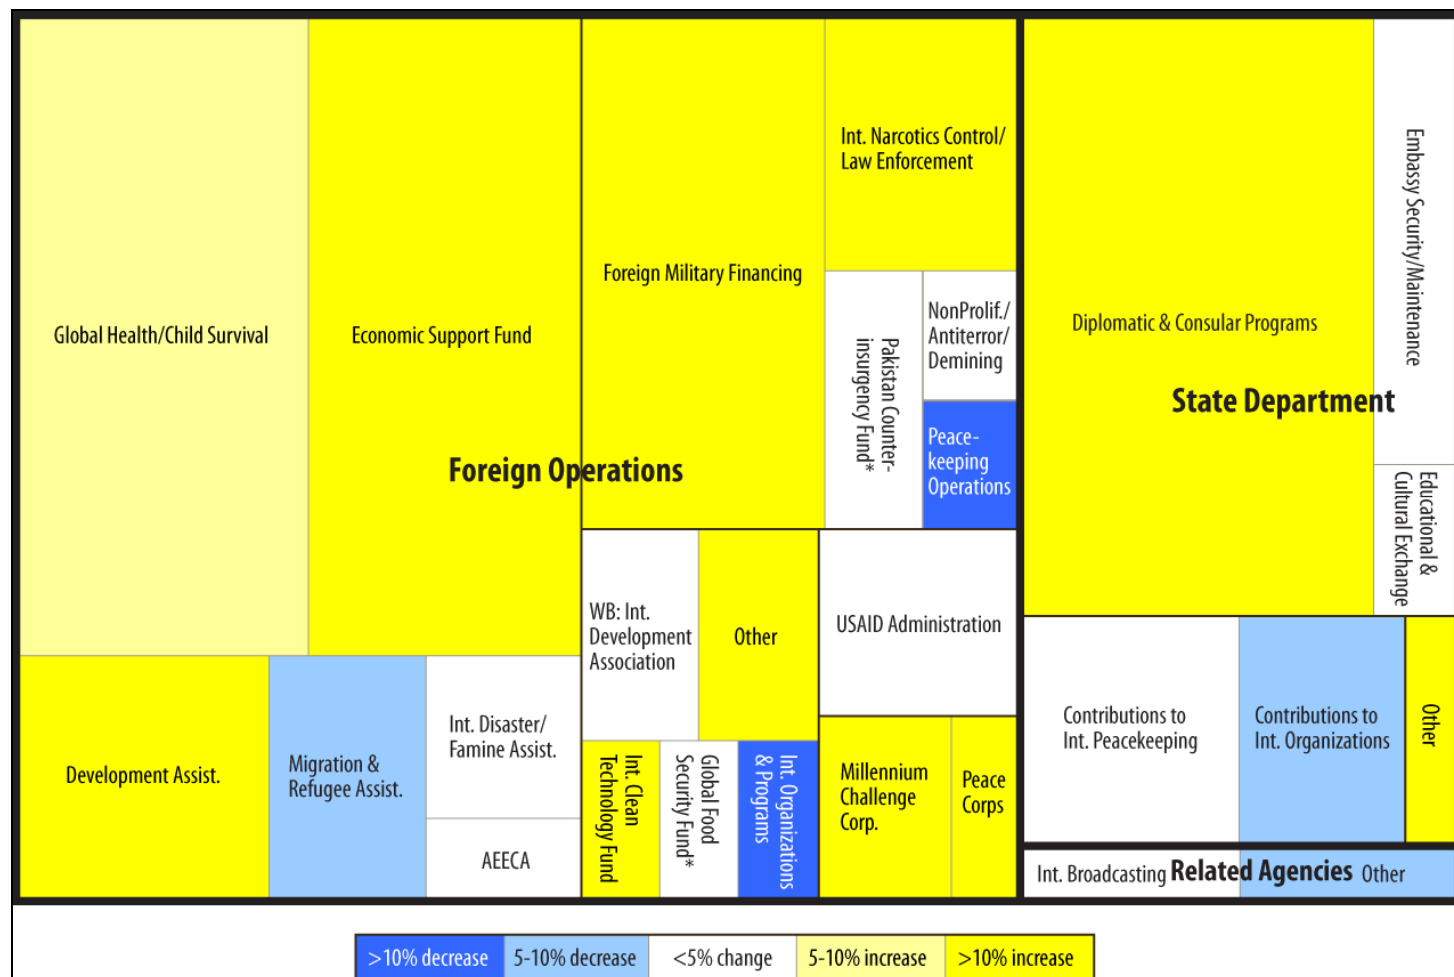 Global Health/Child Survival
Economic Support Fund
Foreign Military Financing
Int. Narcotics Control/
Law Enforcement
Pakistan Counter-
insurgency Fund*
NonProlif./
Antiterror/
Demining
Peace-
keeping
Operations
Foreign Operations
Development Assist.
Migration &
Refugee Assist.
Int. Disaster/
Famine Assist.
AEECA
WB: Int.
Development
Association
Other
Int. Clean
Technology Fund
Global Food
Security Fund*
Int. Organizations
& Programs
USAID Administration
Millennium
Challenge
Corp.
Peace
Corps
Diplomatic & Consular Programs
Embassy Security/Maintenance
State Department
Educational &
Cultural Exchange
Contributions to
Int. Peacekeeping
Contributions to
Int. Organizations
Other
Int. Broadcasting
Related Agencies
Other
>10% decrease
5-10% decrease
<5% change
5-10% increase
>10% increase